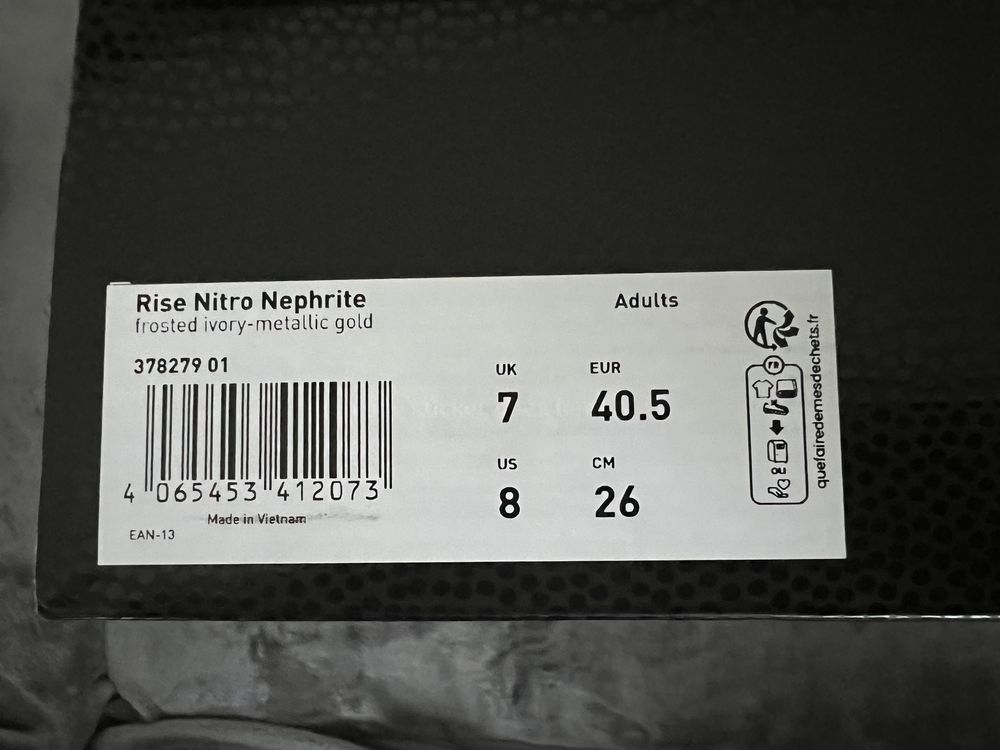 Rise Nitro Nephrite
frosted ivory-metallic gold
Adults
378279 01
UK
7
EUR
40.5
US
8
CM
26
4 065453 412073
Made in Vietnam
EAN-13
FR
OU
quefairedemesdechets.fr